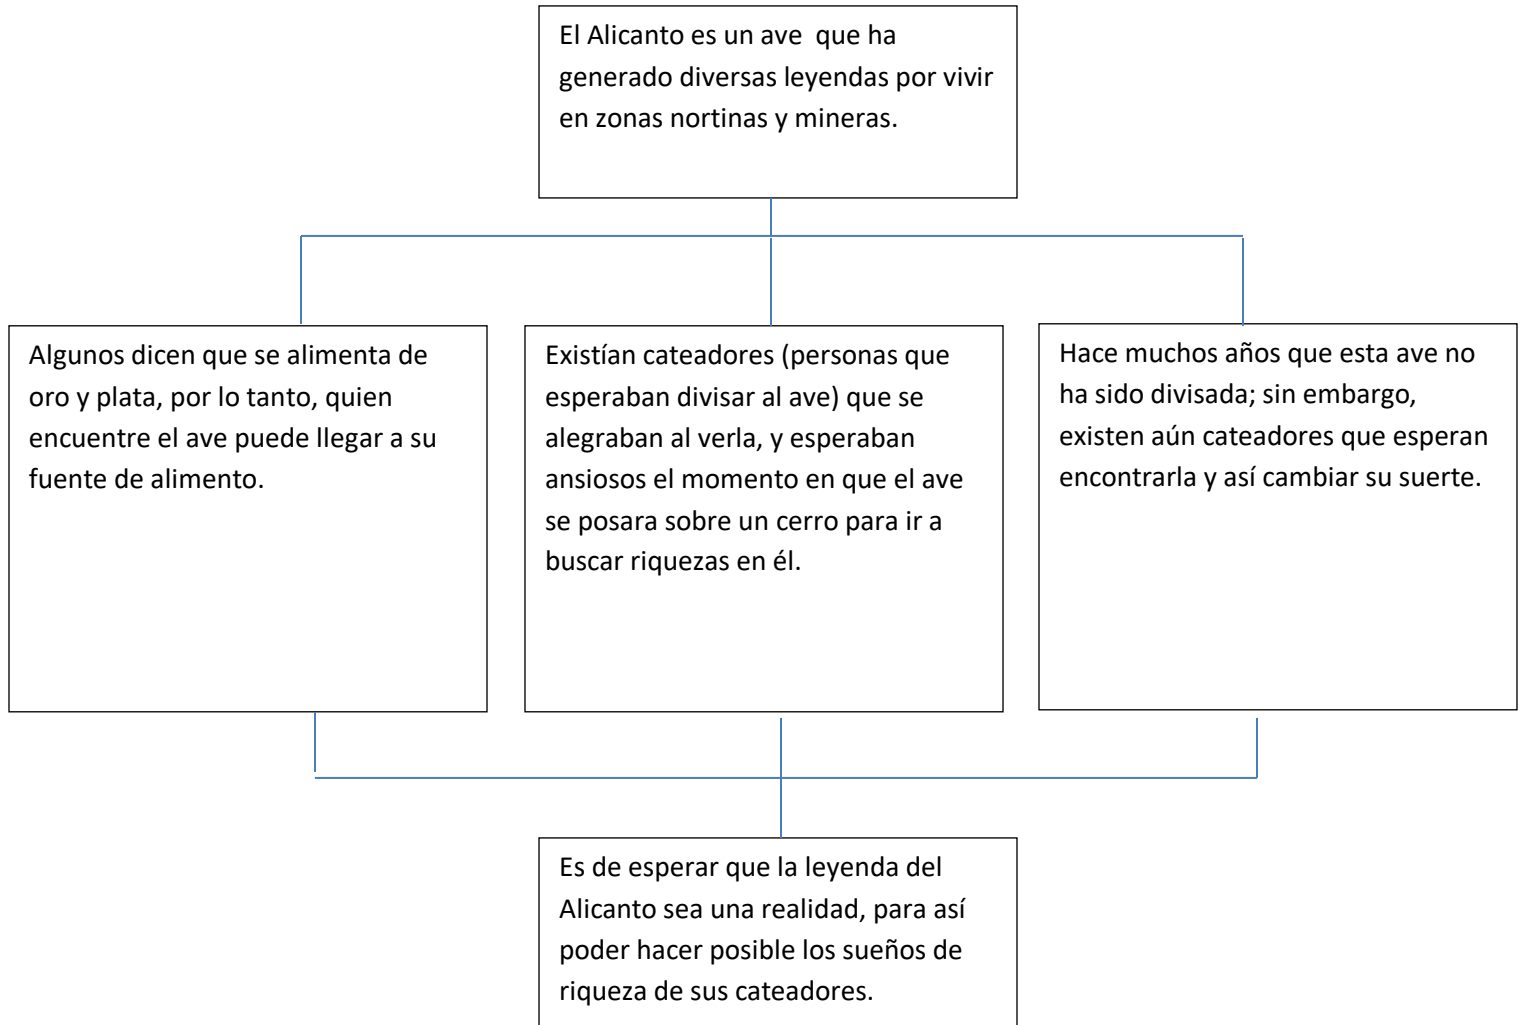 El Alicanto es un ave  que ha
generado diversas leyendas por vivir
en zonas nortinas y mineras.
Algunos dicen que se alimenta de
oro y plata, por lo tanto, quien
encuentre el ave puede llegar a su
fuente de alimento.
Existían cateadores (personas que
esperaban divisar al ave) que se
alegraban al verla, y esperaban
ansiosos el momento en que el ave
se posara sobre un cerro para ir a
buscar riquezas en él.
Hace muchos años que esta ave no
ha sido divisada; sin embargo,
existen aún cateadores que esperan
encontrarla y así cambiar su suerte.
Es de esperar que la leyenda del
Alicanto sea una realidad, para así
poder hacer posible los sueños de
riqueza de sus cateadores.